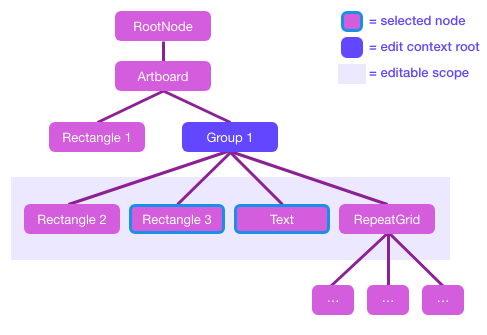 RootNode
= selected node
= edit context root
= editable scope
Artboard
Rectangle 1
Group 1
Rectangle 2
Rectangle 3
Text
RepeatGrid
...
...
...